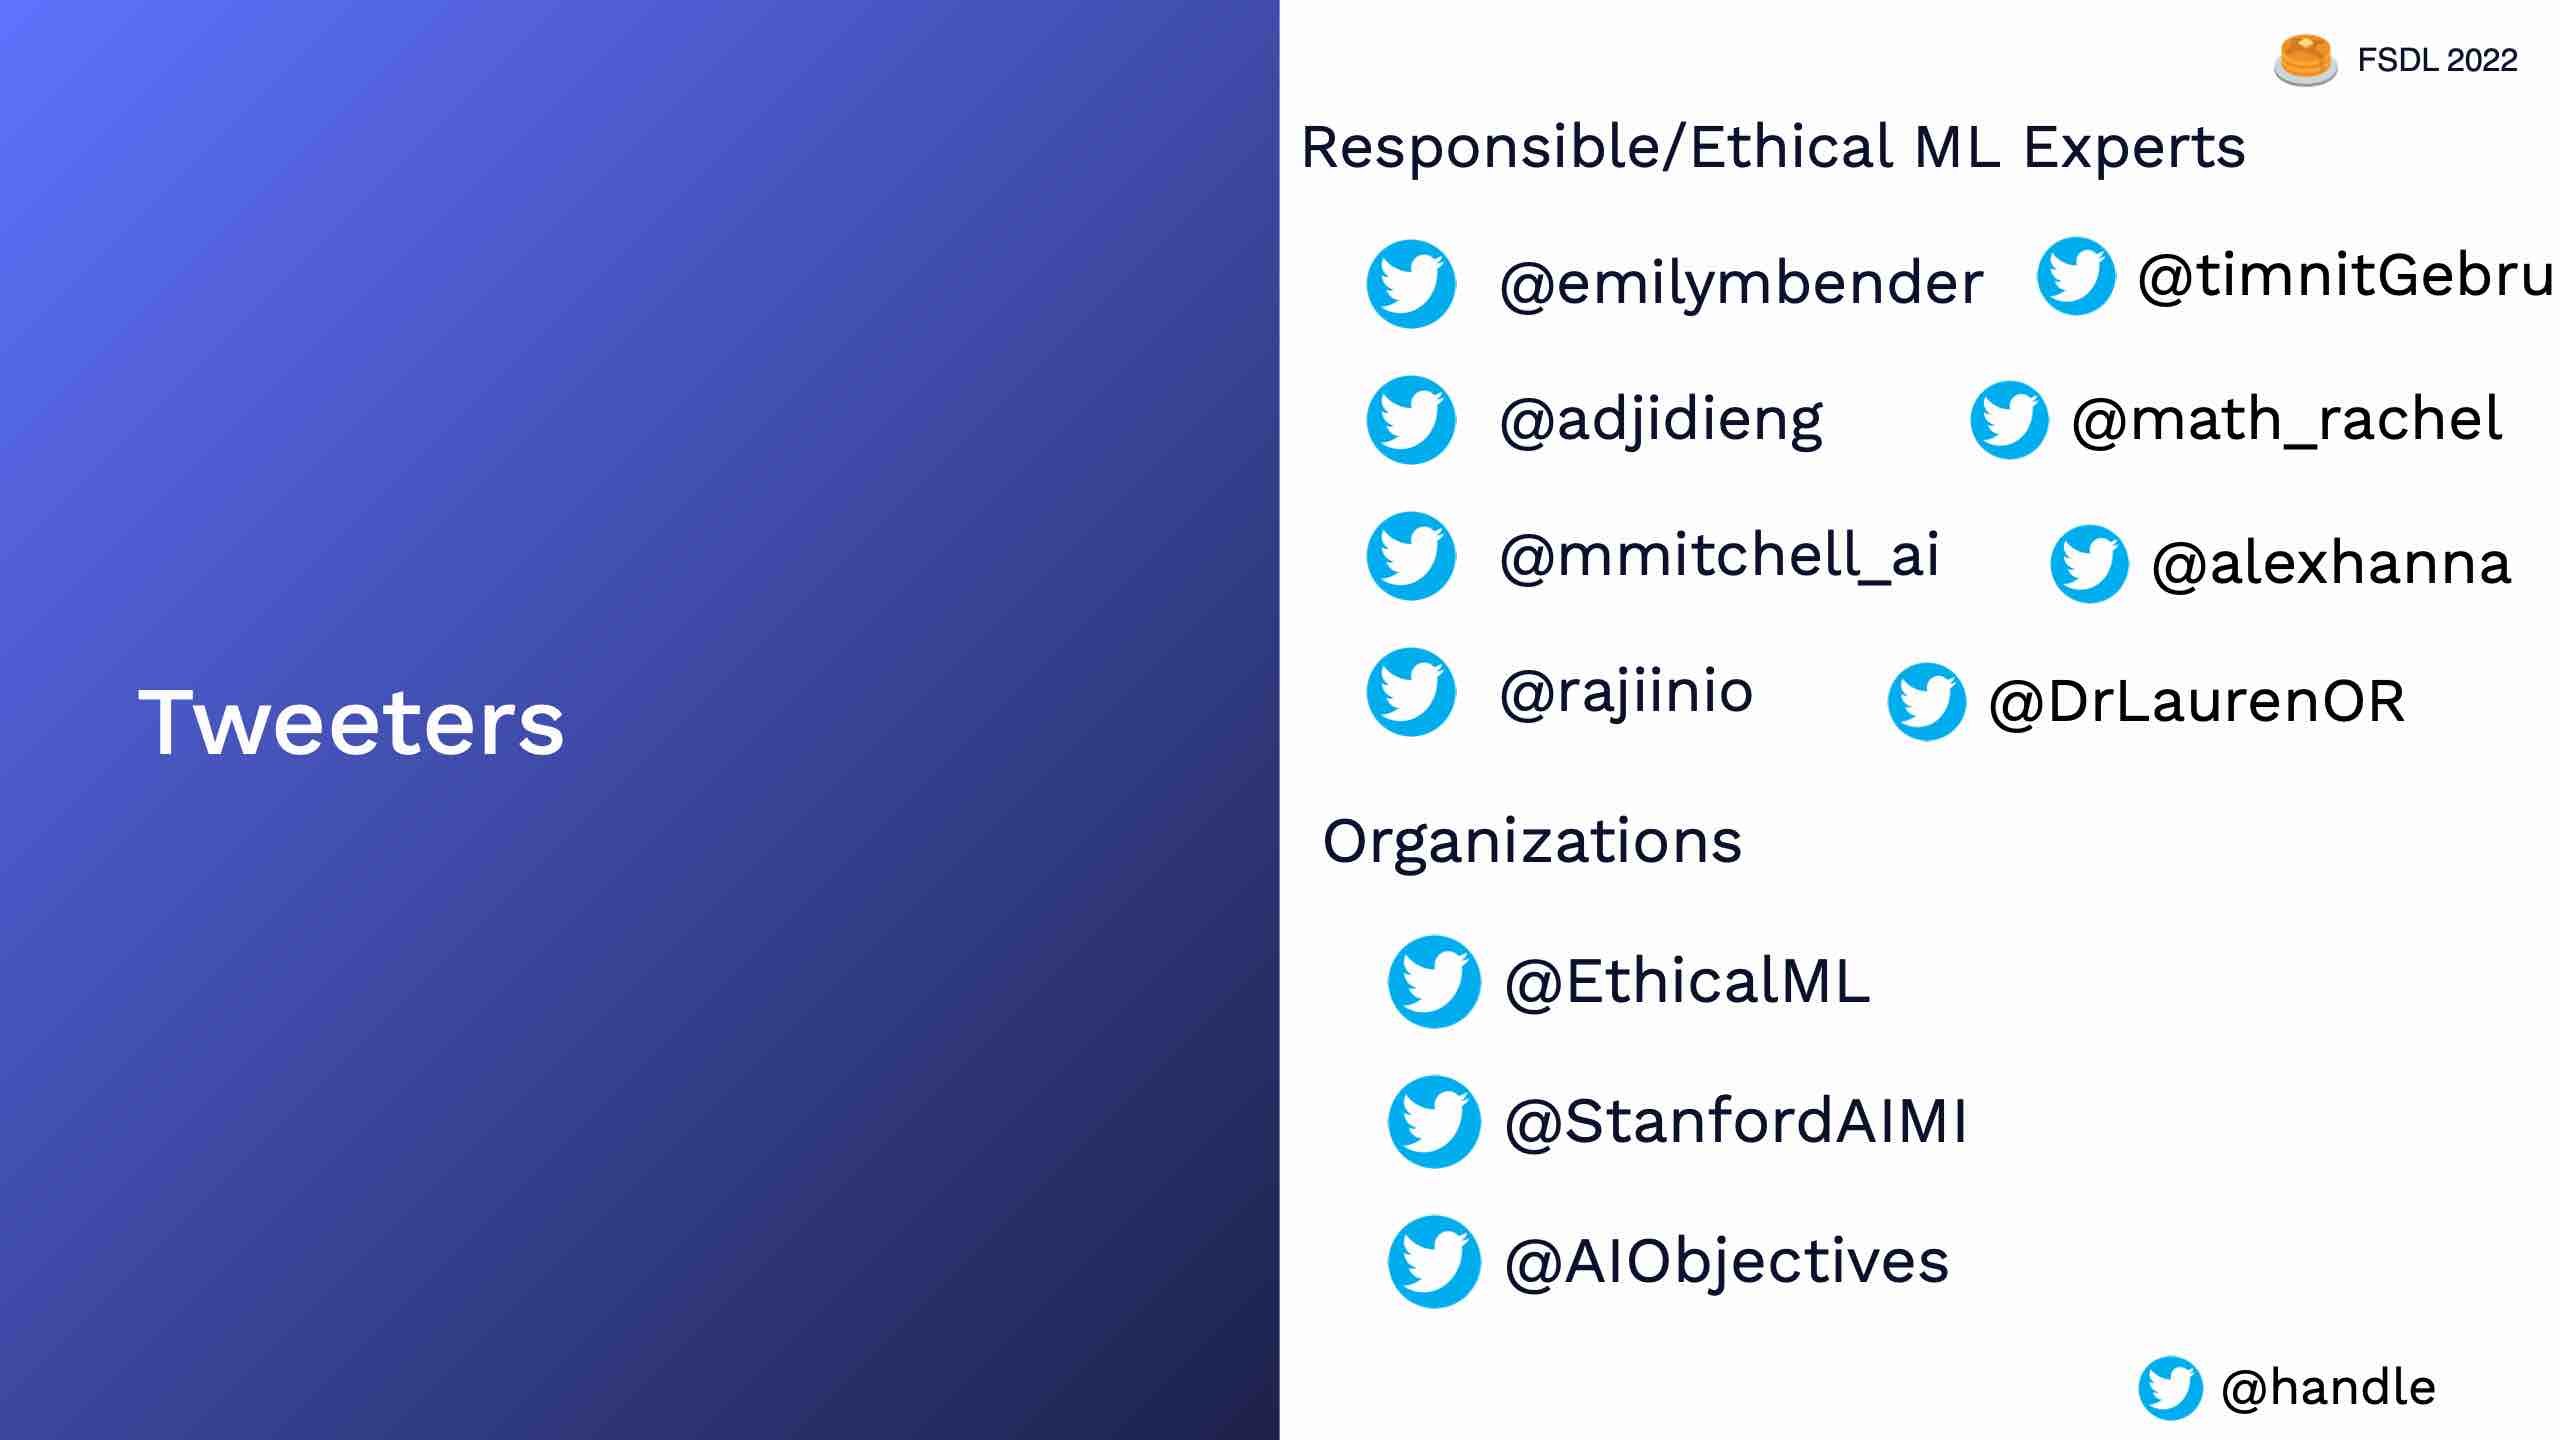 FSDL 2022
Tweeters
Responsible/Ethical ML Experts
@emilymbender @timnitGebru
@adjidieng @math_rachel
@mmitchell_ai @alexhanna
@rajiinio @DrLaurenOR
Organizations
@EthicalML
@StanfordAIMI
@AIObjectives
@handle